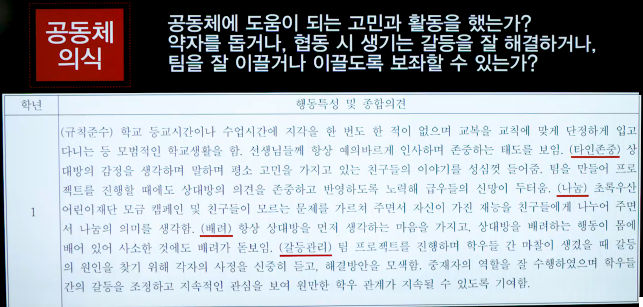 공동체
의식
공동체에 도움이 되는 고민과 활동을 했는가?
약자를 돕거나, 협동 시 생기는 갈등을 잘 해결하거나,
팀을 잘 이끌거나 이끌도록 보좌할 수 있는가?
학년
행동특성 및 종합의견
1
(규칙준수) 학교 등교시간이나 수업시간에 지각을 한 번도 한 적이 없으며 교복을 교칙에 맞게 단정하게 입고
다니는 등 모범적인 학교생활을 함. 선생님들께 항상 예의바르게 인사하며 존중하는 태도를 보임. (타인존중) 상
대방의 감정을 생각하며 말하며 평소 고민을 가지고 있는 친구들의 이야기를 성심껏 들어줌. 팀을 만들어 프로
젝트를 진행할 때에도 상대방의 의견을 존중하고 반영하도록 노력해 급우들의 신망이 두터움. (나눔) 초록우산
어린이재단 모금 캠페인 및 친구들이 모르는 문제를 가르쳐 주면서 자신이 가진 재능을 친구들에게 나누어 주면
서 나눔의 의미를 생각함. (배려) 항상 상대방을 먼저 생각하는 마음을 가지고, 상대방을 배려하는 행동이 몸에
배어 있어 사소한 것에도 배려가 돋보임. (갈등관리) 팀 프로젝트를 진행하며 학우들 간 마찰이 생겼을 때 갈등
의 원인을 찾기 위해 각자의 사정을 신중히 듣고, 해결방안을 모색함. 중재자의 역할을 잘 수행하였으며 학우들
간의 갈등을 조정하고 지속적인 관심을 보여 원만한 학우 관계가 지속될 수 있도록 기여함.